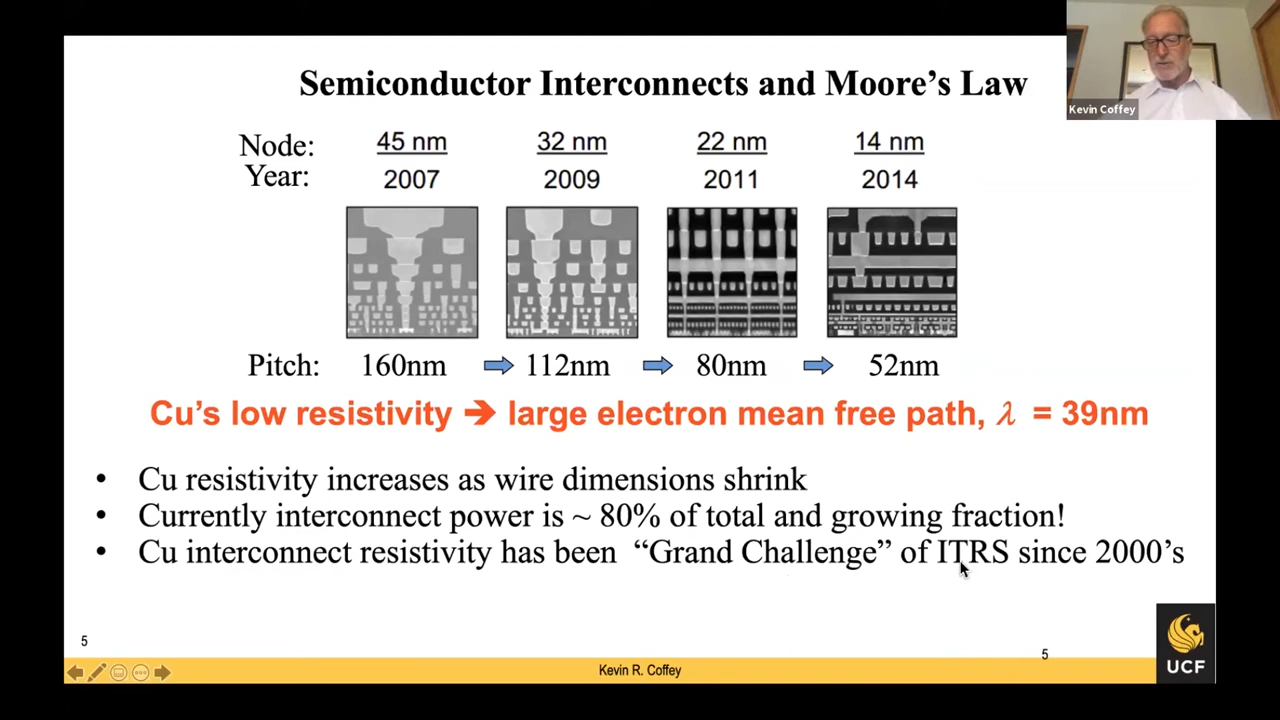 Semiconductor Interconnects and Moore's Law
Kevin Coffey
Node: 45 nm 32 nm 22 nm 14 nm
Year: 2007 2009 2011 2014
Pitch: 160nm 112nm 80nm 52nm
Cu's low resistivity ➔ large electron mean free path, λ = 39nm
• Cu resistivity increases as wire dimensions shrink
• Currently interconnect power is ~ 80% of total and growing fraction!
• Cu interconnect resistivity has been “Grand Challenge” of ITRS since 2000's
5
5
Kevin R. Coffey
UCF